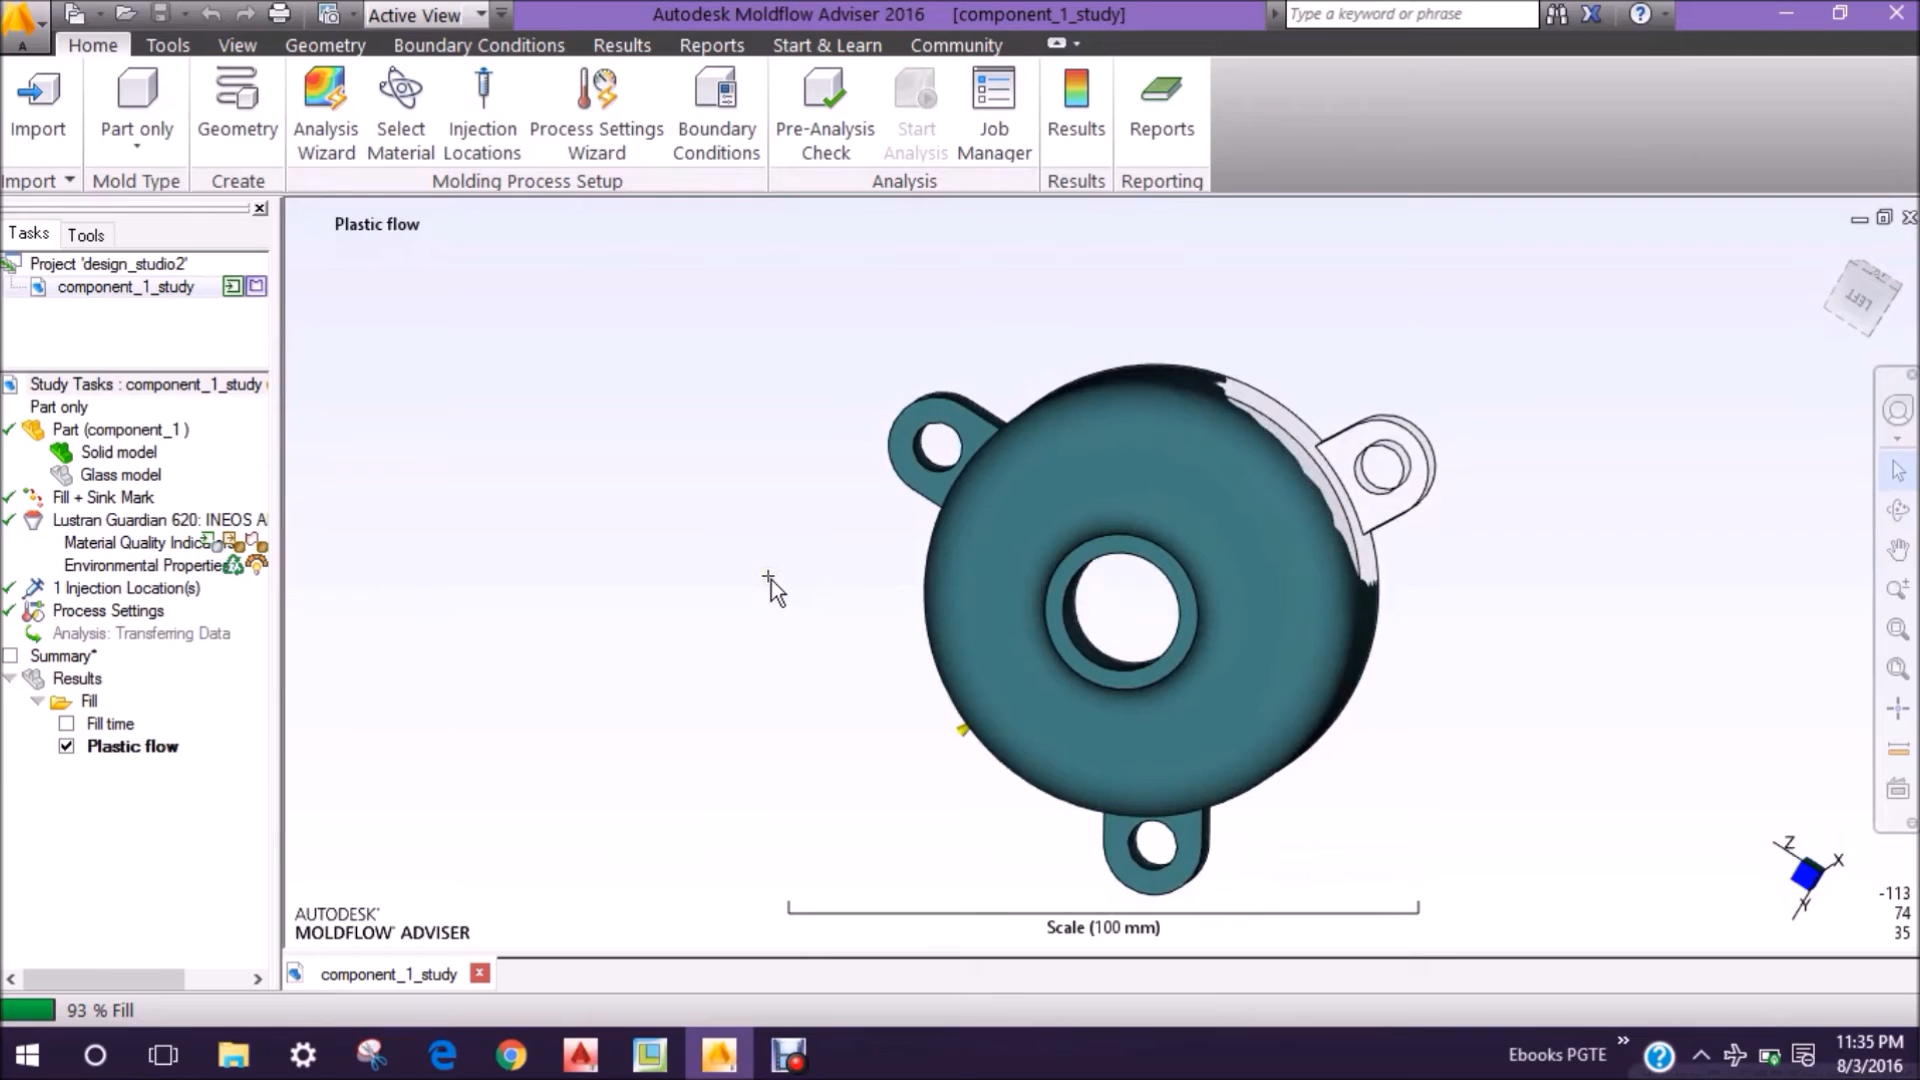 Active View
Autodesk Moldflow Adviser 2016 [component_1_study]
Type a keyword or phrase
A
Home Tools View Geometry Boundary Conditions Results Reports Start & Learn Community
Import
Part only
Geometry
Analysis Wizard
Select Material
Injection Locations
Process Settings Wizard
Boundary Conditions
Pre-Analysis Check
Start Analysis
Job Manager
Results
Reports
Import Mold Type Create Molding Process Setup Analysis Results Reporting
Tasks Tools
Project 'design_studio2'
component_1_study
Study Tasks : component_1_study
Part only
Part (component_1 )
Solid model
Glass model
Fill + Sink Mark
Lustran Guardian 620: INEOS A
Material Quality Indic
Environmental Propertie
1 Injection Location(s)
Process Settings
Analysis: Transferring Data
Summary*
Results
Fill
Fill time
Plastic flow
Plastic flow
LEFT
Z
X
Y
-113
74
35
Scale (100 mm)
AUTODESK®
MOLDFLOW® ADVISER
component_1_study
93 % Fill
Ebooks PGTE
11:35 PM
8/3/2016